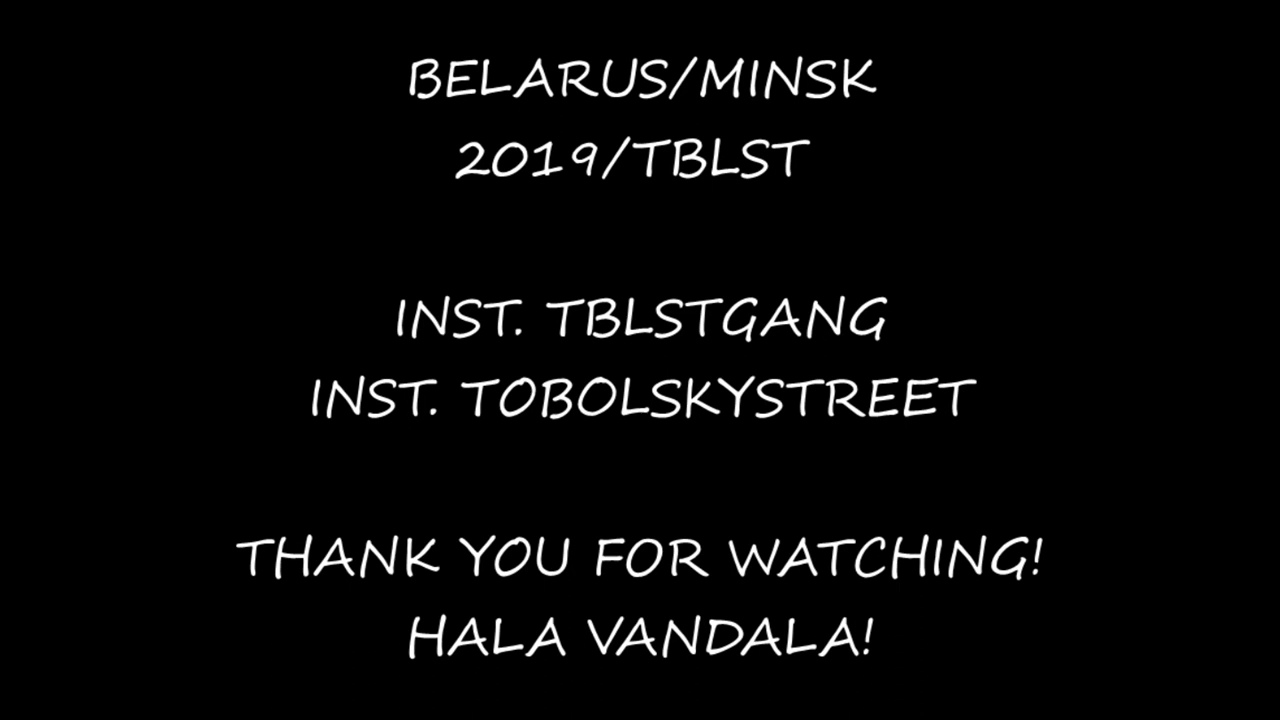 BELARUS/MINSK
2019/TBLST
INST. TBLSTGANG
INST. TOBOLSKYSTREET
THANK YOU FOR WATCHING!
HALA VANDALA!